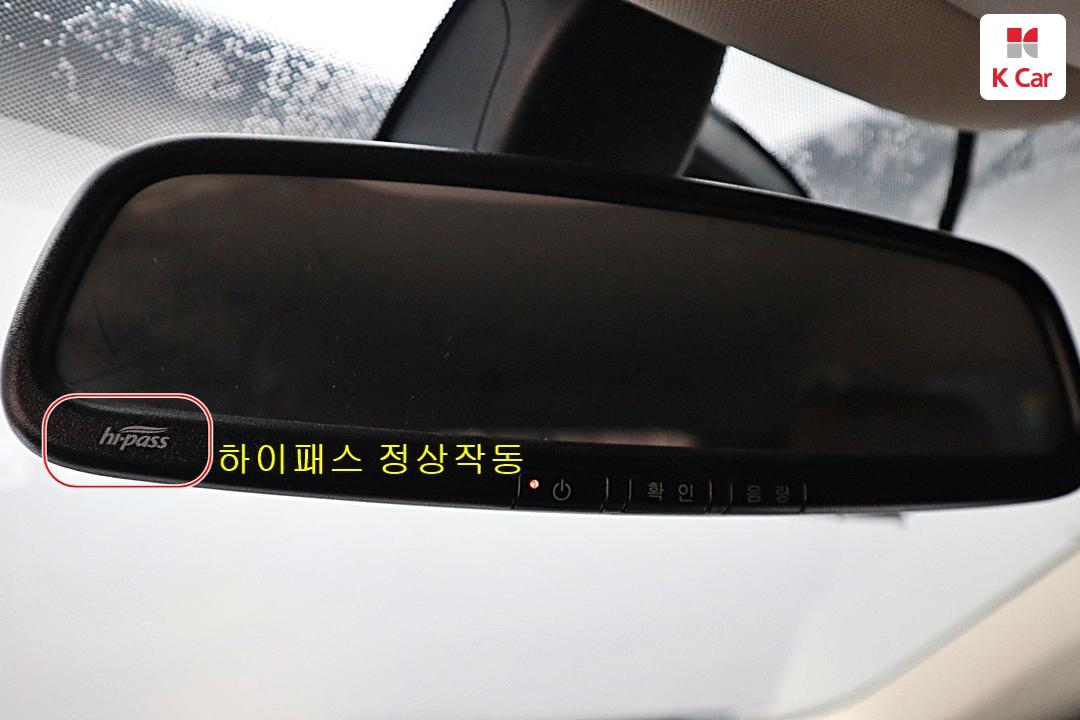 K Car
hi-pass
하이패스 정상작동
확인
음량